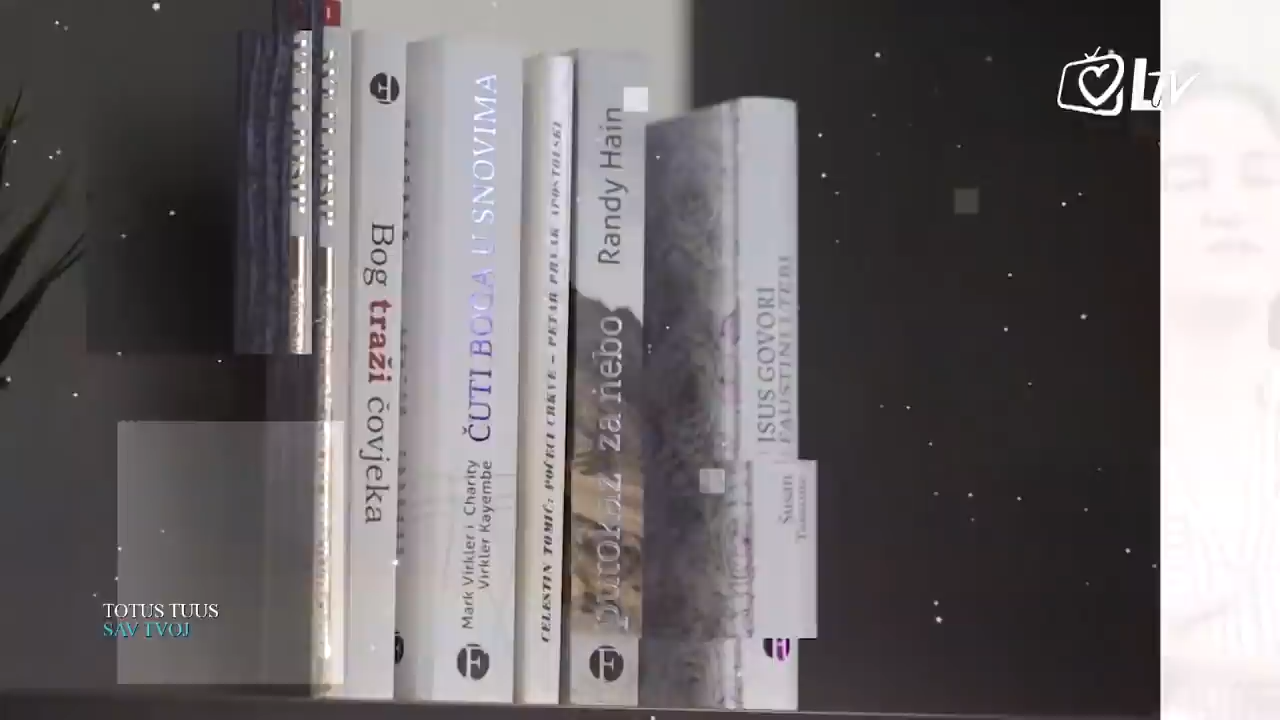 Bog traži čovjeka
Mark Virkler i Charity
Virkler Kayembe
ČUTI BOGA U SNOVIMA
CELESTIN TOMIĆ: POČECI CRKVE – PETAR PRVAK APOSTOLSKI
putokaz za nebo
Randy Hain
ISUS GOVORI
FAUSTINI I TEBI
Susan
LTV
TOTUS TUUS
SAV TVOJ